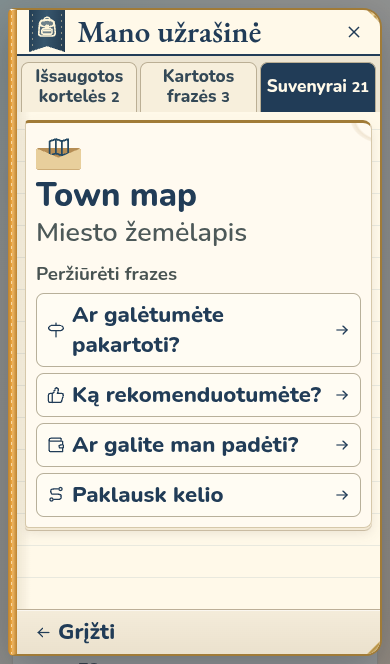 Mano užrašinė
Išsaugotos
kortelės 2
Kartotos
frazės 3
Suvenyrai 21
Town map
Miesto žemėlapis
Peržiūrėti frazes
Ar galėtumėte
pakartoti?
Ką rekomenduotumėte?
Ar galite man padėti?
Paklausk kelio
Grįžti